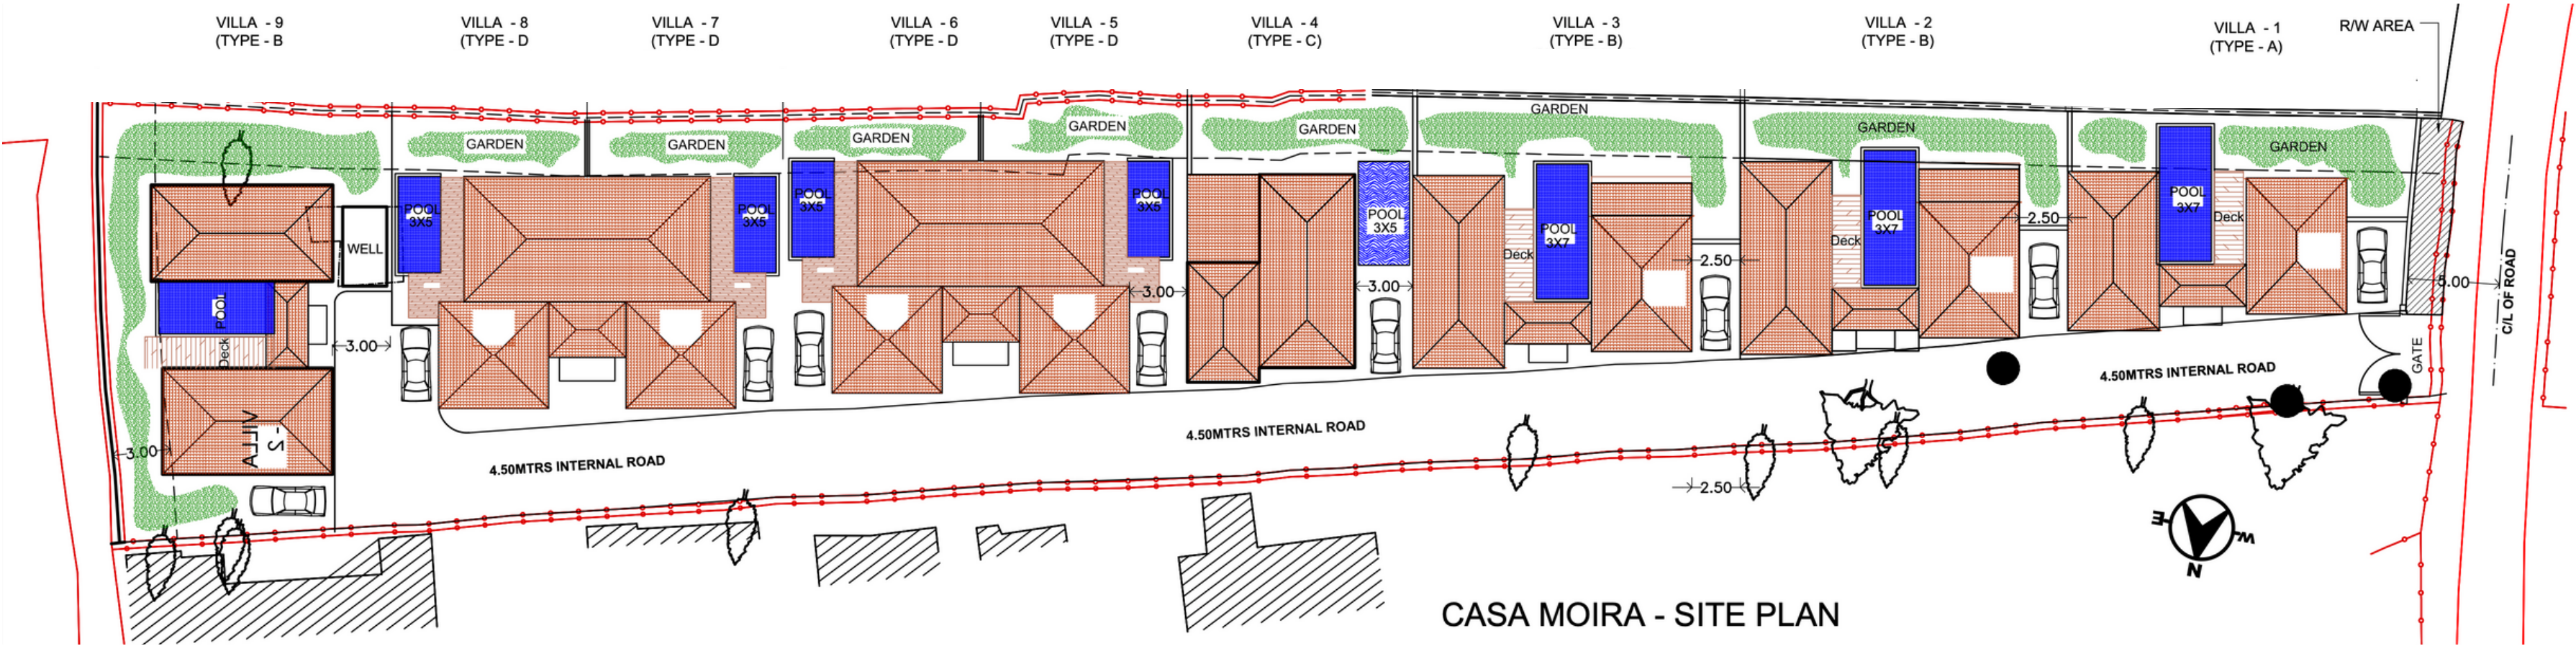 VILLA - 9
(TYPE - B
VILLA - 8
(TYPE - D
VILLA - 7
(TYPE - D
VILLA - 6
(TYPE - D
VILLA - 5
(TYPE - D
VILLA - 4
(TYPE - C)
VILLA - 3
(TYPE - B)
VILLA - 2
(TYPE - B)
VILLA - 1
(TYPE - A)
R/W AREA
GARDEN
GARDEN
GARDEN
GARDEN
GARDEN
GARDEN
GARDEN
GARDEN
WELL
POOL
3X5
POOL
3X5
POOL
3X5
POOL
3X5
POOL
3X5
POOL
3X7
POOL
3X7
POOL
3X7
Deck
Deck
Deck
POOL
Deck
2.50
2.50
3.00
3.00
3.00
3.00
5.00
C/L OF ROAD
GATE
VILLA
- 2
4.50MTRS INTERNAL ROAD
4.50MTRS INTERNAL ROAD
4.50MTRS INTERNAL ROAD
2.50
E
W
N
CASA MOIRA - SITE PLAN